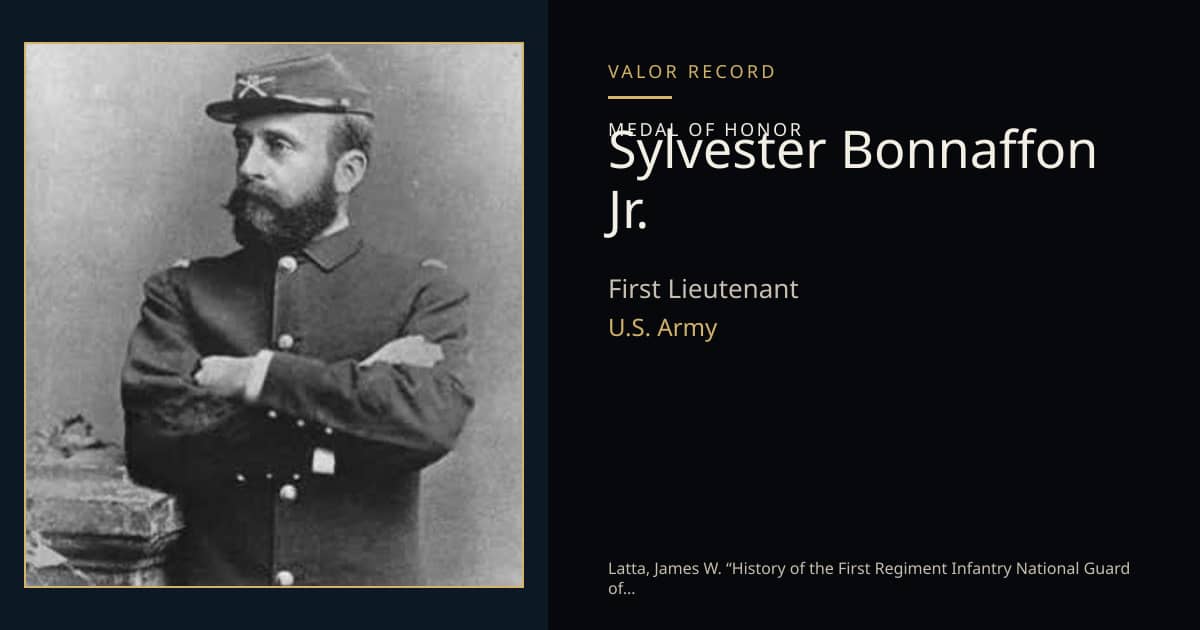 VALOR RECORD
MEDAL OF HONOR
Sylvester Bonnaffon
Jr.
First Lieutenant
U.S. Army
Latta, James W. “History of the First Regiment Infantry National Guard
of...